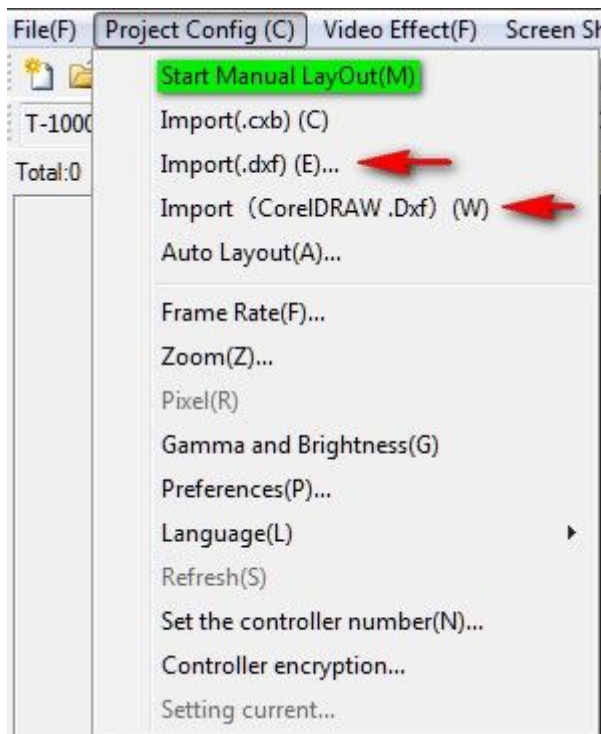 File(F) Project Config (C) Video Effect(F) Screen Sh
Start Manual LayOut(M)
T-1000
Import(.cxb) (C)
Total:0
Import(.dxf) (E)...
Import（CorelDRAW .Dxf）(W)
Auto Layout(A)...
Frame Rate(F)...
Zoom(Z)...
Pixel(R)
Gamma and Brightness(G)
Preferences(P)...
Language(L)
Refresh(S)
Set the controller number(N)...
Controller encryption...
Setting current...